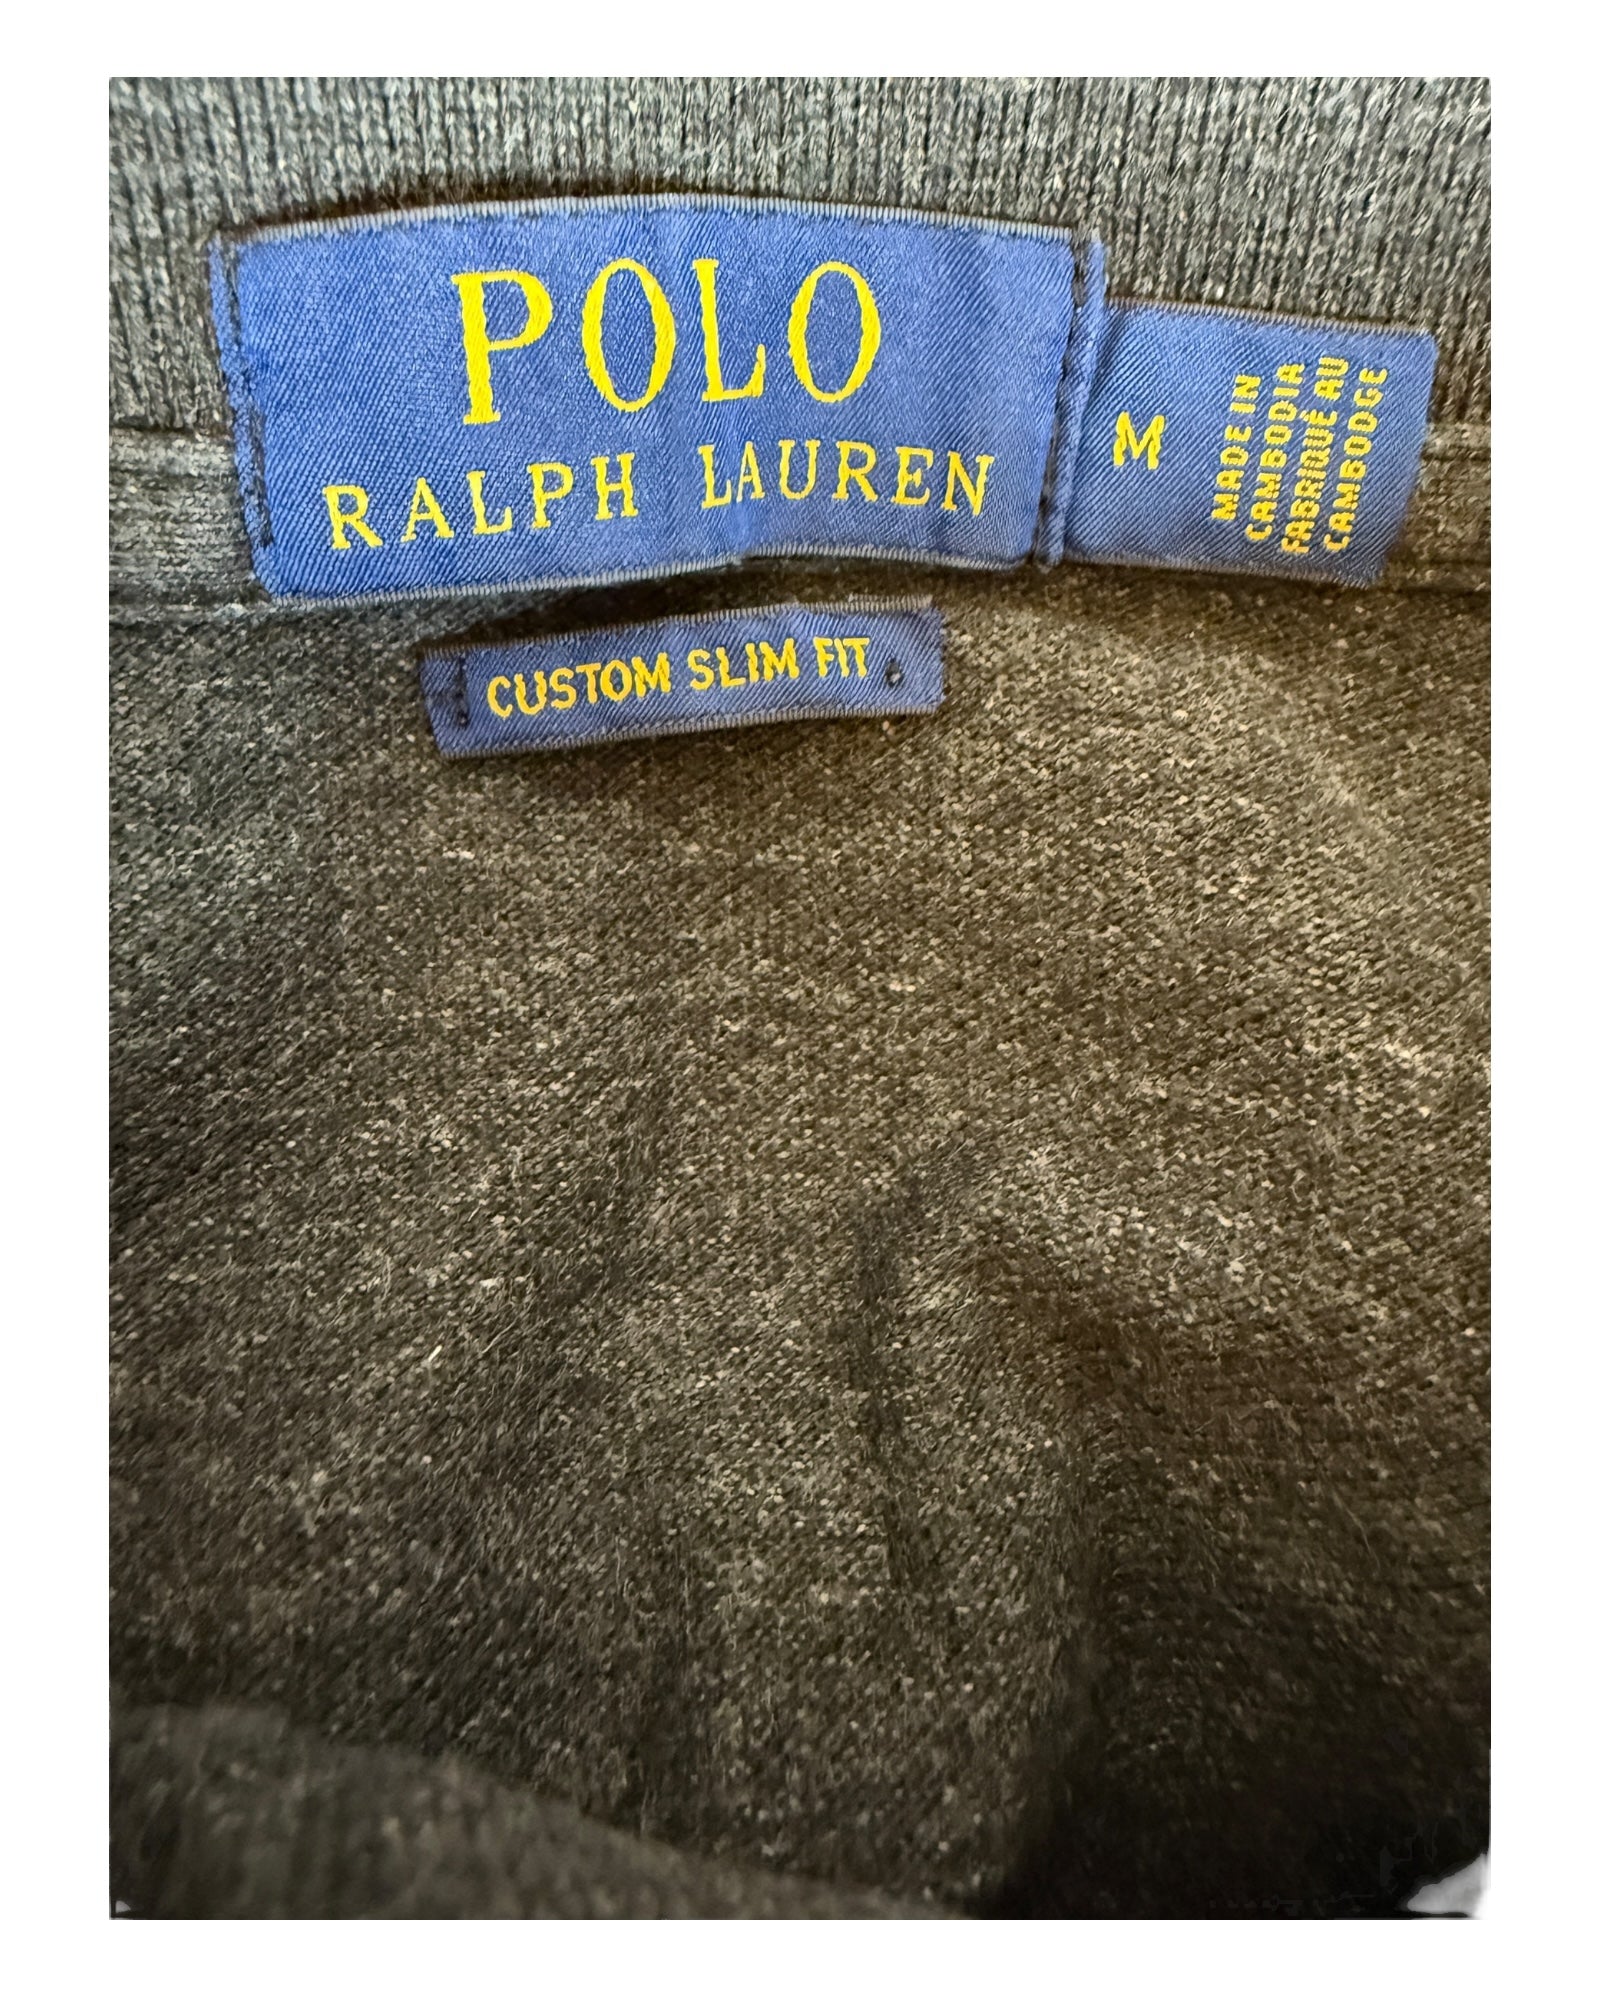 POLO
RALPH LAUREN
M
MADE IN
CAMBODIA
FABRIQUÉ AU
CAMBODGE
CUSTOM SLIM FIT